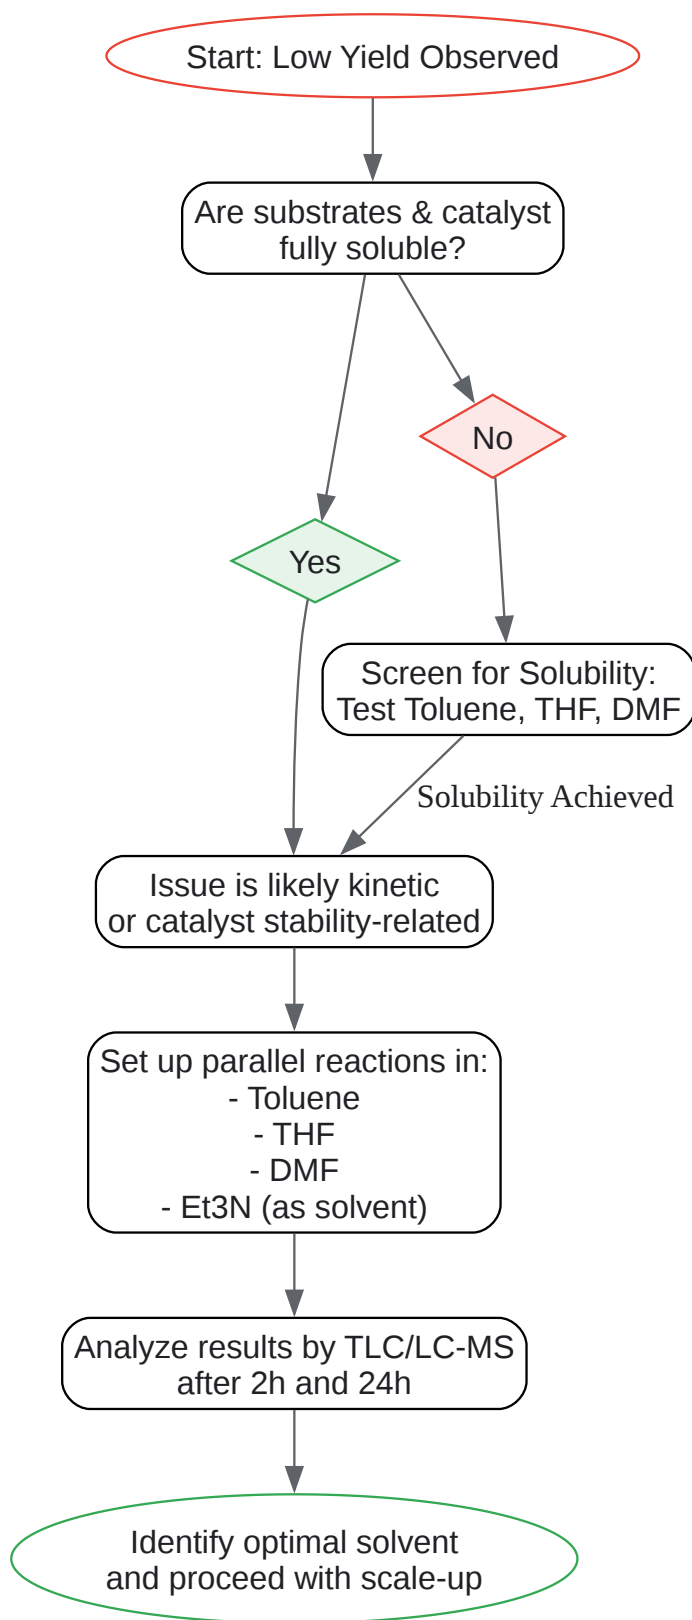 Start: Low Yield Observed
Are substrates & catalyst
fully soluble?
No
Yes
Screen for Solubility:
Test Toluene, THF, DMF
Solubility Achieved
Issue is likely kinetic
or catalyst stability-related
Set up parallel reactions in:
- Toluene
- THF
- DMF
- Et3N (as solvent)
Analyze results by TLC/LC-MS
after 2h and 24h
Identify optimal solvent
and proceed with scale-up